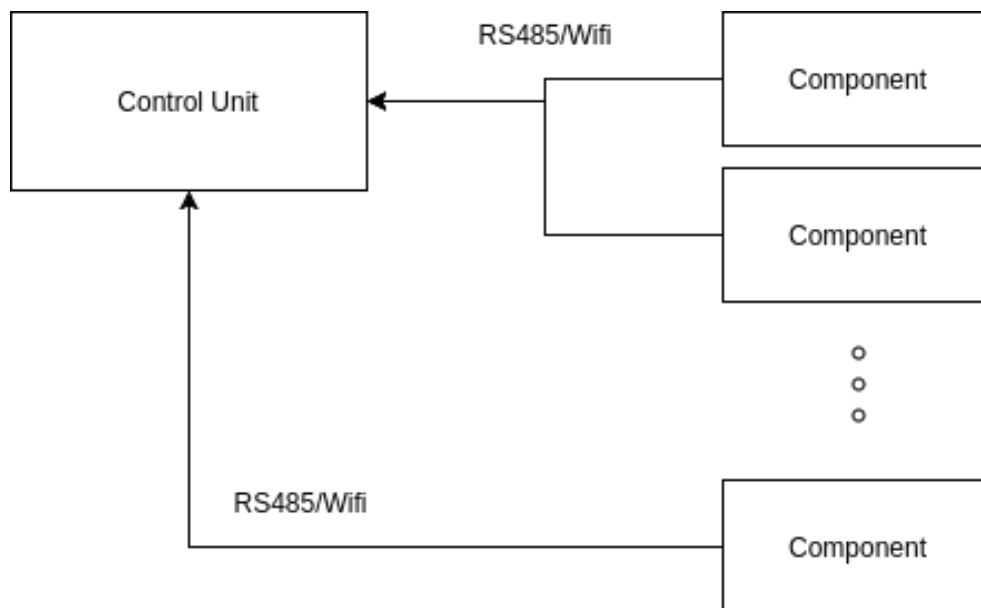 RS485/Wifi
Control Unit
Component
Component
RS485/Wifi
Component